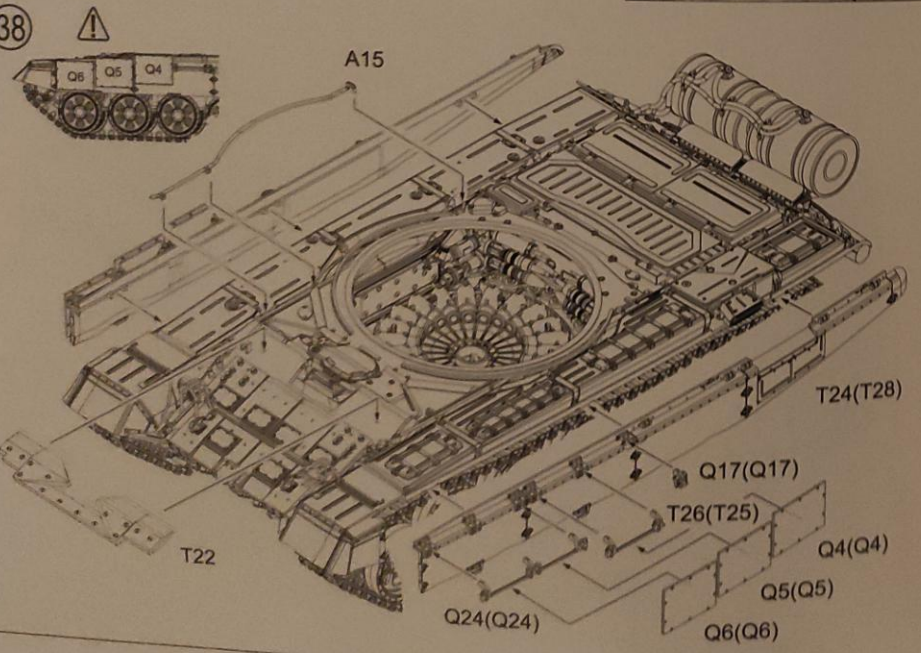 38
Q6 Q5 Q4
A15
T24(T28)
Q17(Q17)
T26(T25)
Q4(Q4)
T22
Q5(Q5)
Q24(Q24)
Q6(Q6)